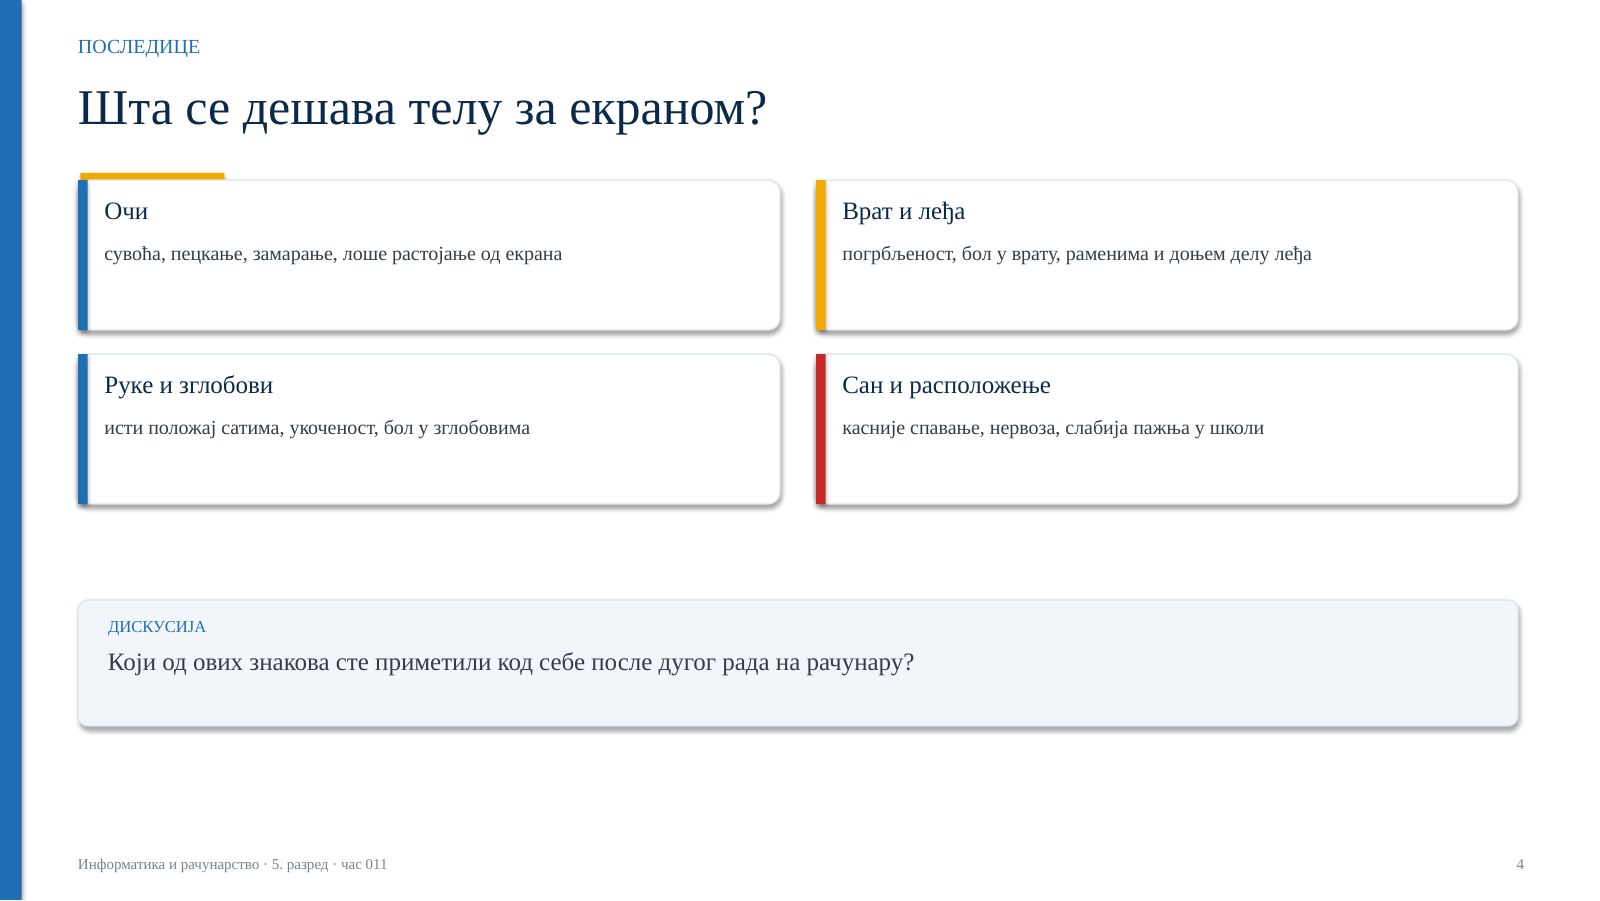 ПОСЛЕДИЦЕ
Шта се дешава телу за екраном?
Очи
сувоћа, пецкање, замарање, лоше растојање од екрана
Врат и леђа
погрбљеност, бол у врату, раменима и доњем делу леђа
Руке и зглобови
исти положај сатима, укоченост, бол у зглобовима
Сан и расположење
касније спавање, нервоза, слабија пажња у школи
ДИСКУСИЈА
Који од ових знакова сте приметили код себе после дугог рада на рачунару?
Информатика и рачунарство · 5. разред · час 011
4